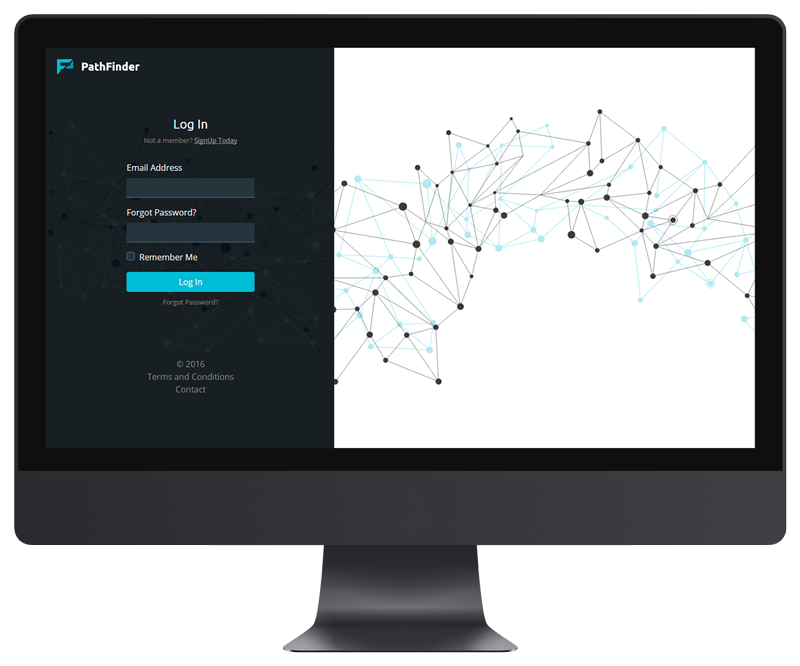 PathFinder
Log In
Not a member? SignUp Today
Email Address
Forgot Password?
Remember Me
Log In
Forgot Password?
© 2016
Terms and Conditions
Contact